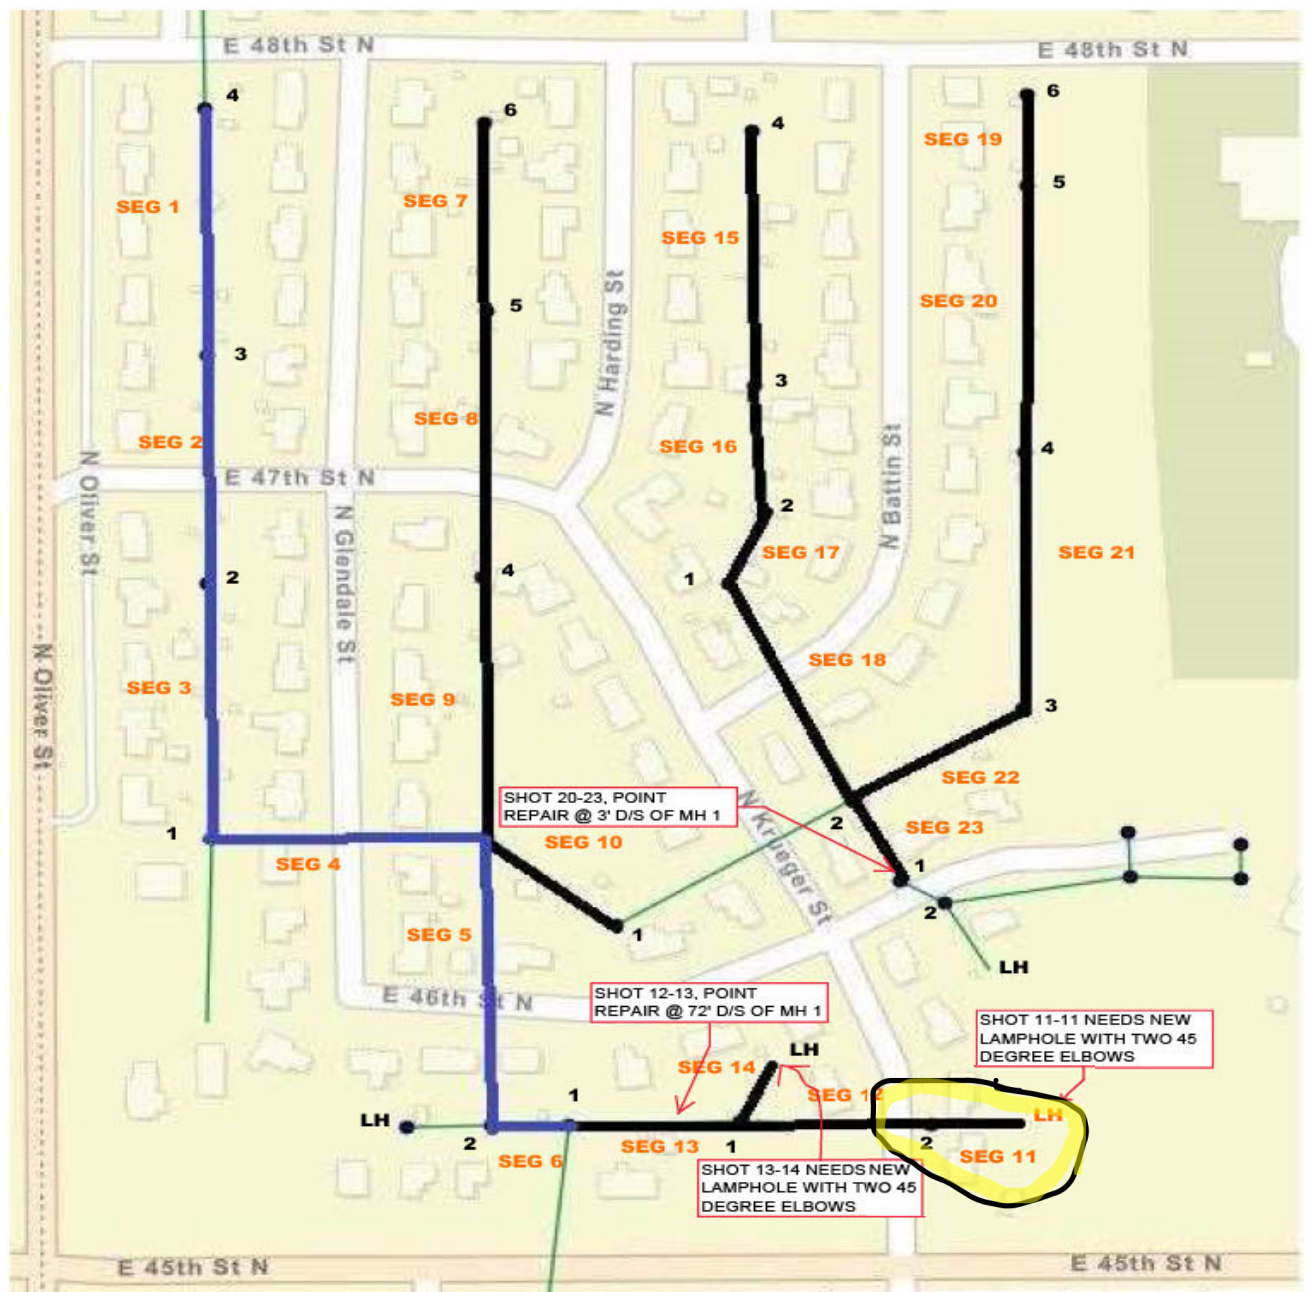 E 48th St N
E 48th St N
4
6
4
6
SEG 19
5
SEG 1
SEG 7
SEG 15
5
SEG 20
N Harding St
3
3
SEG 8
SEG 2
SEG 16
4
N Battin St
E 47th St N
N Oliver St
N Glendale St
2
SEG 17
SEG 21
2
4
1
N Oliver St
SEG 3
SEG 9
SEG 18
3
SEG 22
SHOT 20-23, POINT
REPAIR @ 3' D/S OF MH 1
N Krueger St
2
SEG 23
1
SEG 4
SEG 10
1
2
SEG 5
1
LH
E 46th St N
SHOT 12-13, POINT
REPAIR @ 72' D/S OF MH 1
SHOT 11-11 NEEDS NEW
LAMPHOLE WITH TWO 45
DEGREE ELBOWS
LH
SEG 14
SEG 12
1
LH
LH
2
SEG 6
SEG 13
1
2
SEG 11
SHOT 13-14 NEEDS NEW
LAMPHOLE WITH TWO 45
DEGREE ELBOWS
E 45th St N
E 45th St N